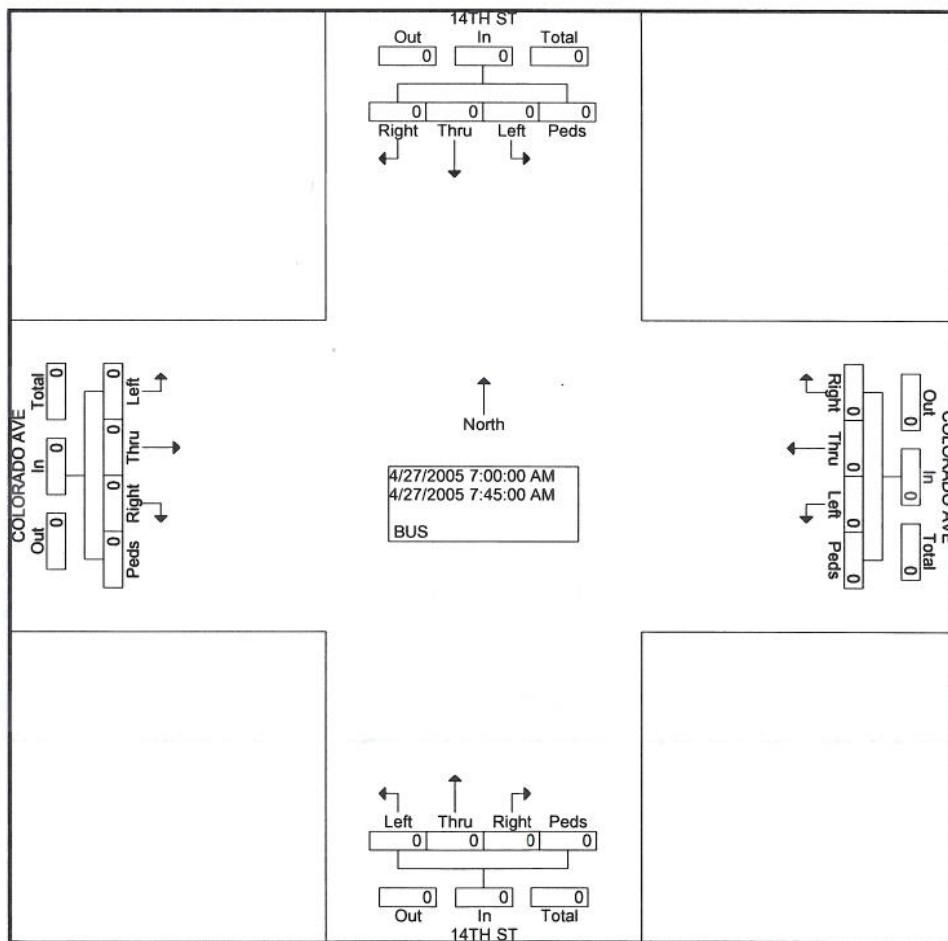 14TH ST
Out In Total
0 0 0
0 0 0 0
Right Thru Left Peds
COLORADO AVE
Total In Out
0 0 0
0 0 0 0
Left Thru Right Peds
North
4/27/2005 7:00:00 AM
4/27/2005 7:45:00 AM
BUS
Right Thru Left Peds
0 0 0 0
0 0 0
Out In Total
COLORADO AVE
Left Thru Right Peds
0 0 0 0
0 0 0
Out In Total
14TH ST